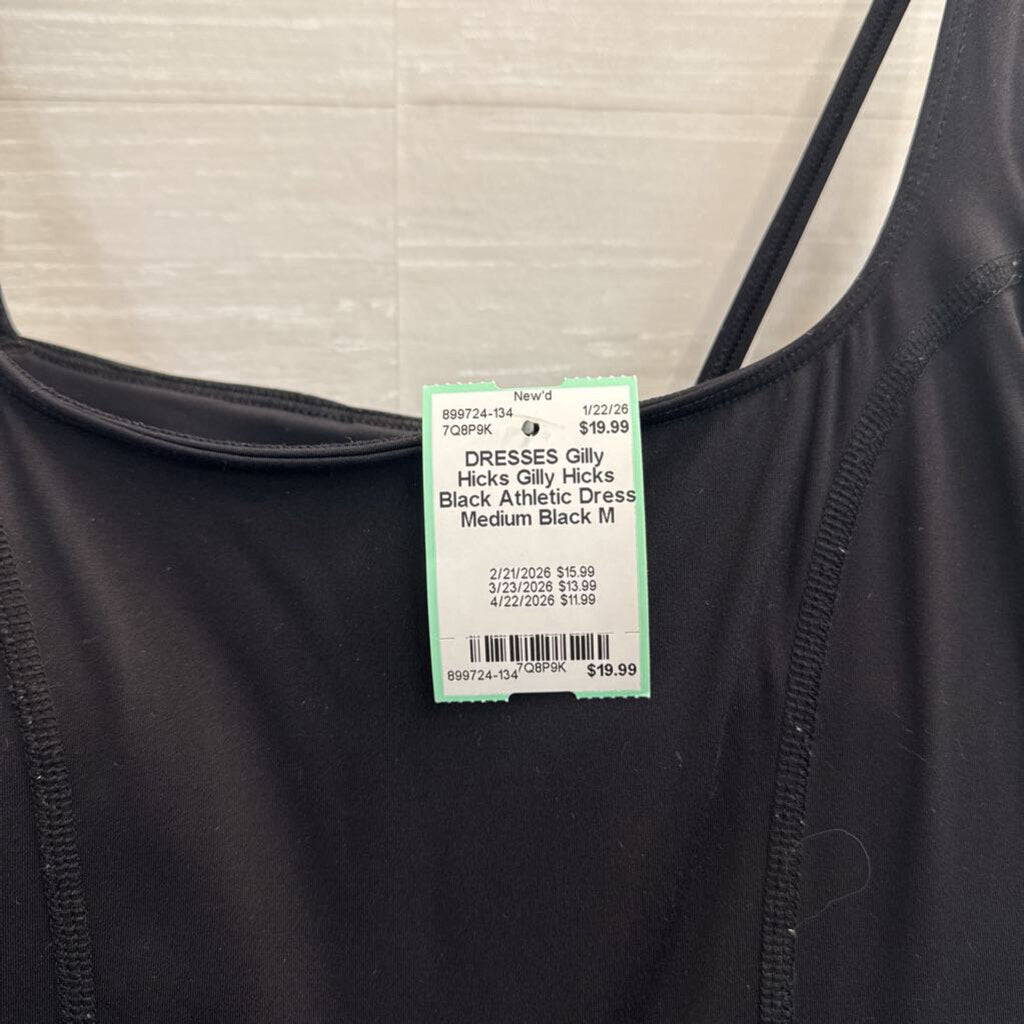 New'd
899724-134 1/22/26
7Q8P9K $19.99
DRESSES Gilly
Hicks Gilly Hicks
Black Athletic Dress
Medium Black M
2/21/2026 $15.99
3/23/2026 $13.99
4/22/2026 $11.99
899724-134 7Q8P9K $19.99